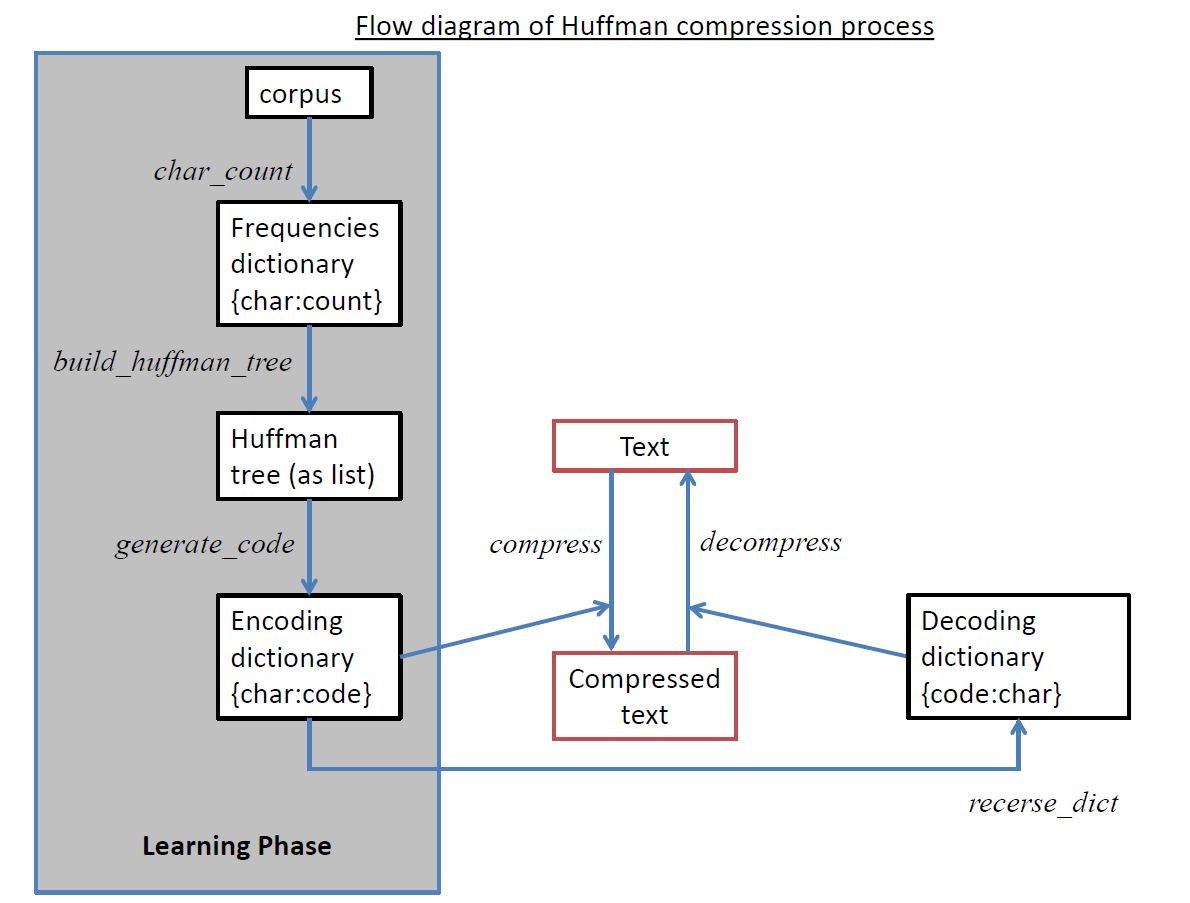 Flow diagram of Huffman compression process
corpus
char_count
Frequencies
dictionary
{char:count}
build_huffman_tree
Huffman
tree (as list)
generate_code
Encoding
dictionary
{char:code}
Learning Phase
Text
compress
decompress
Compressed
text
Decoding
dictionary
{code:char}
recerse_dict